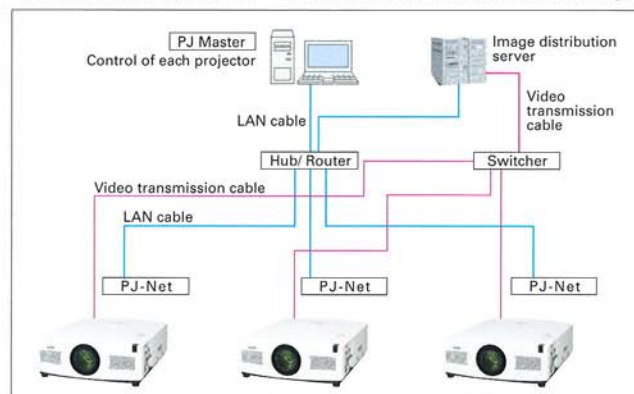 PJ Master
Control of each projector
Image distribution
server
Video
transmission
cable
LAN cable
Hub/ Router
Switcher
Video transmission cable
LAN cable
PJ-Net
PJ-Net
PJ-Net